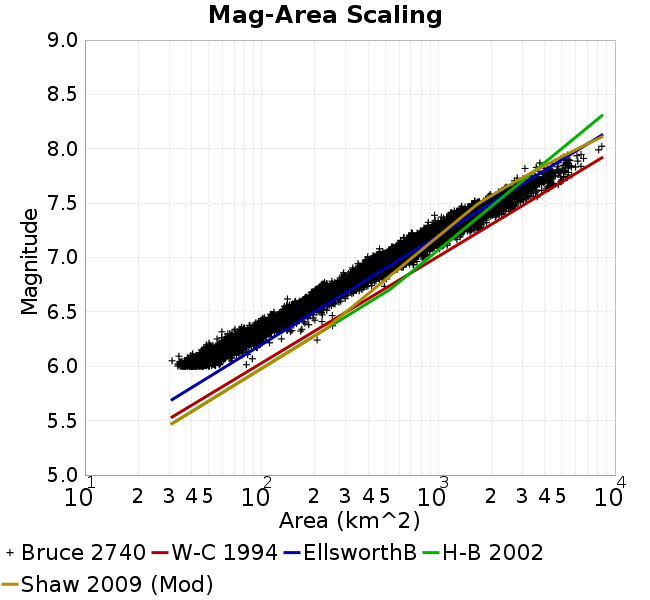 Mag-Area Scaling
9.0
8.5
8.0
7.5
7.0
6.5
6.0
5.5
5.0
Magnitude
10^1 2 3 4 5 10^2 2 3 4 5 10^3 2 3 4 5 10^4
Area (km^2)
+ Bruce 2740 W-C 1994 EllsworthB H-B 2002
Shaw 2009 (Mod)